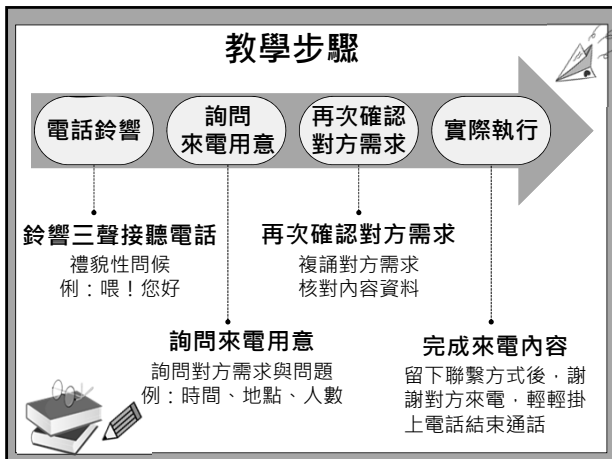 教學步驟
電話鈴響
詢問
來電用意
再次確認
對方需求
實際執行
鈴響三聲接聽電話
禮貌性問候
俐：喂！您好
再次確認對方需求
複誦對方需求
核對內容資料
詢問來電用意
詢問對方需求與問題
例：時間、地點、人數
完成來電內容
留下聯繫方式後，謝
謝對方來電，輕輕掛
上電話結束通話